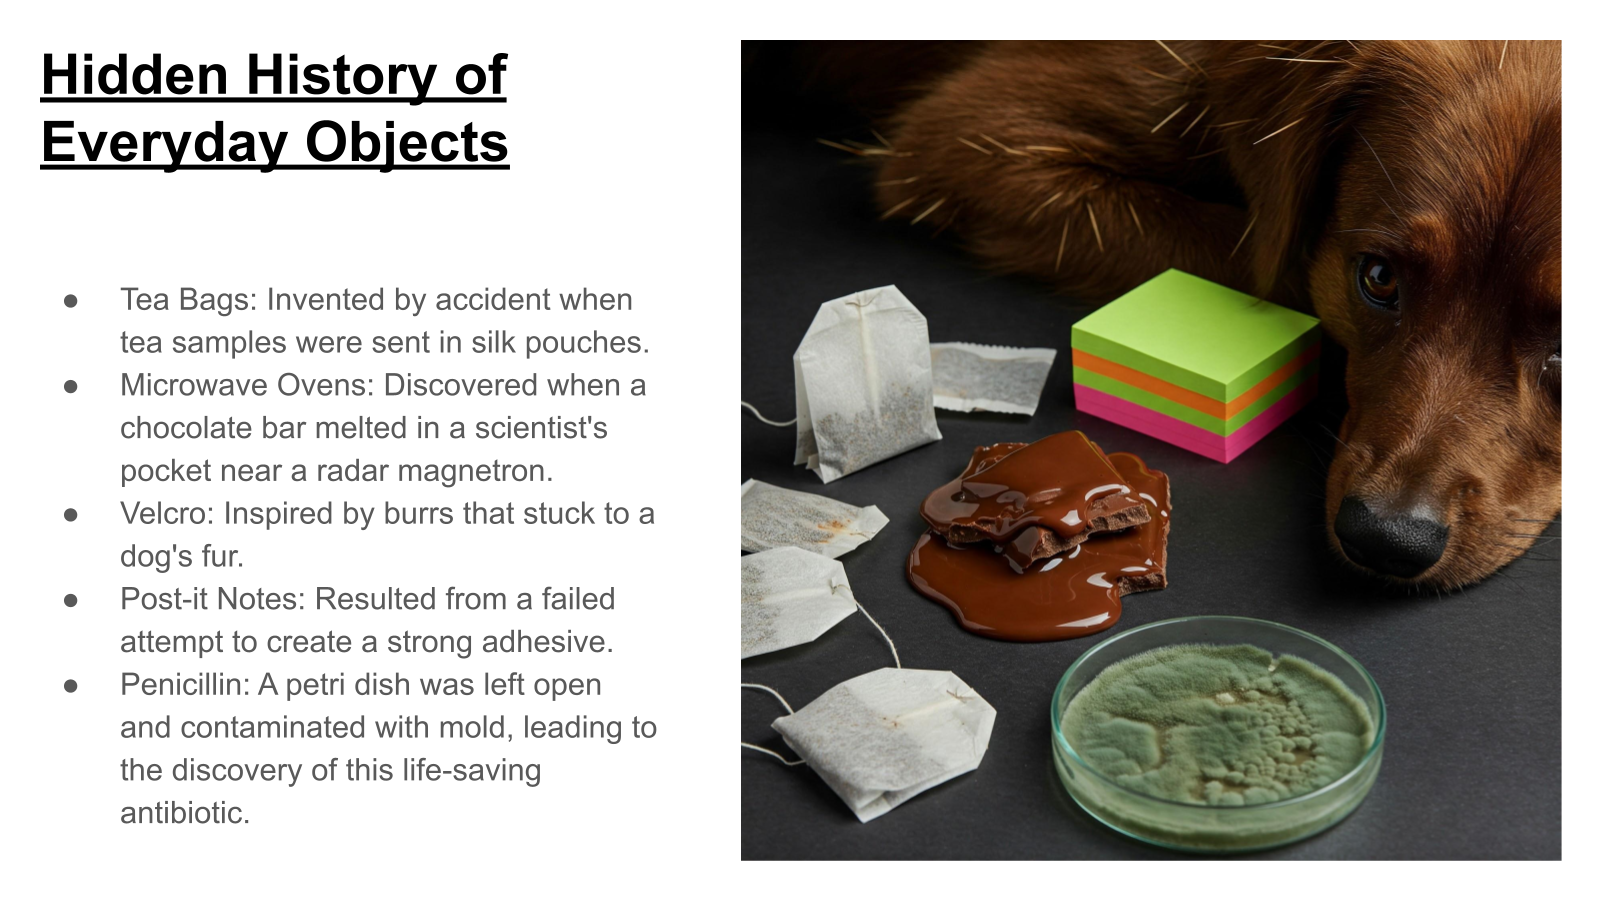 Hidden History of
Everyday Objects
● Tea Bags: Invented by accident when
tea samples were sent in silk pouches.
● Microwave Ovens: Discovered when a
chocolate bar melted in a scientist's
pocket near a radar magnetron.
● Velcro: Inspired by burrs that stuck to a
dog's fur.
● Post-it Notes: Resulted from a failed
attempt to create a strong adhesive.
● Penicillin: A petri dish was left open
and contaminated with mold, leading to
the discovery of this life-saving
antibiotic.